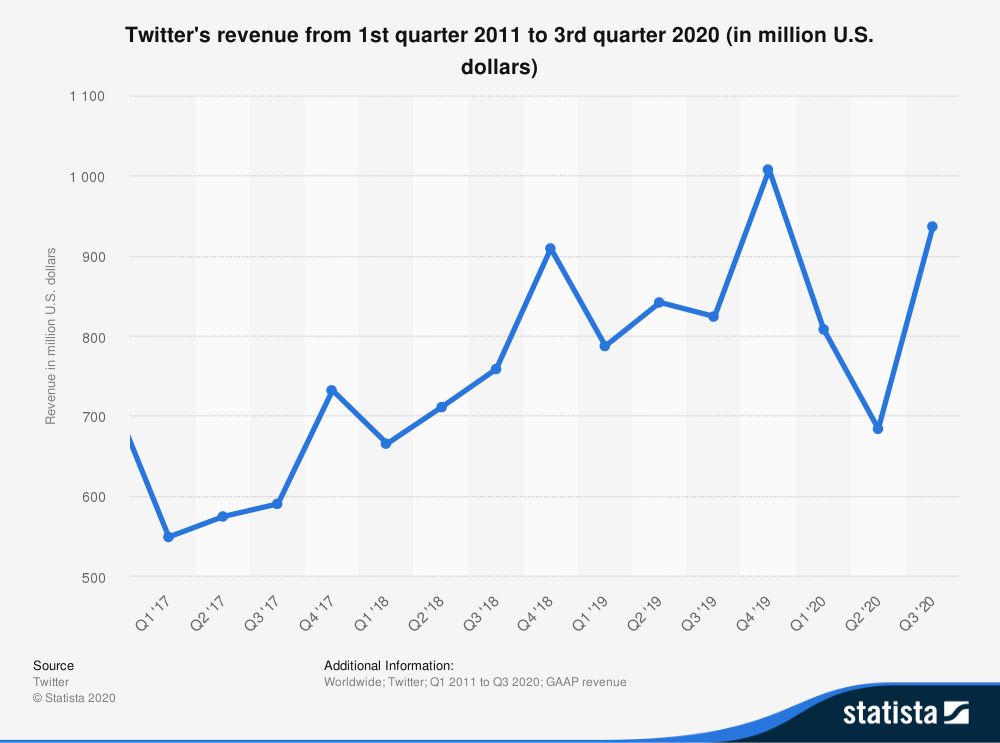 Twitter's revenue from 1st quarter 2011 to 3rd quarter 2020 (in million U.S.
dollars)
Revenue in million U.S. dollars
1 100
1 000
900
800
700
600
500
Q1 '17
Q2 '17
Q3 '17
Q4 '17
Q1 '18
Q2 '18
Q3 '18
Q4 '18
Q1 '19
Q2 '19
Q3 '19
Q4 '19
Q1 '20
Q2 '20
Q3 '20
Source
Twitter
© Statista 2020
Additional Information:
Worldwide; Twitter; Q1 2011 to Q3 2020; GAAP revenue
statista